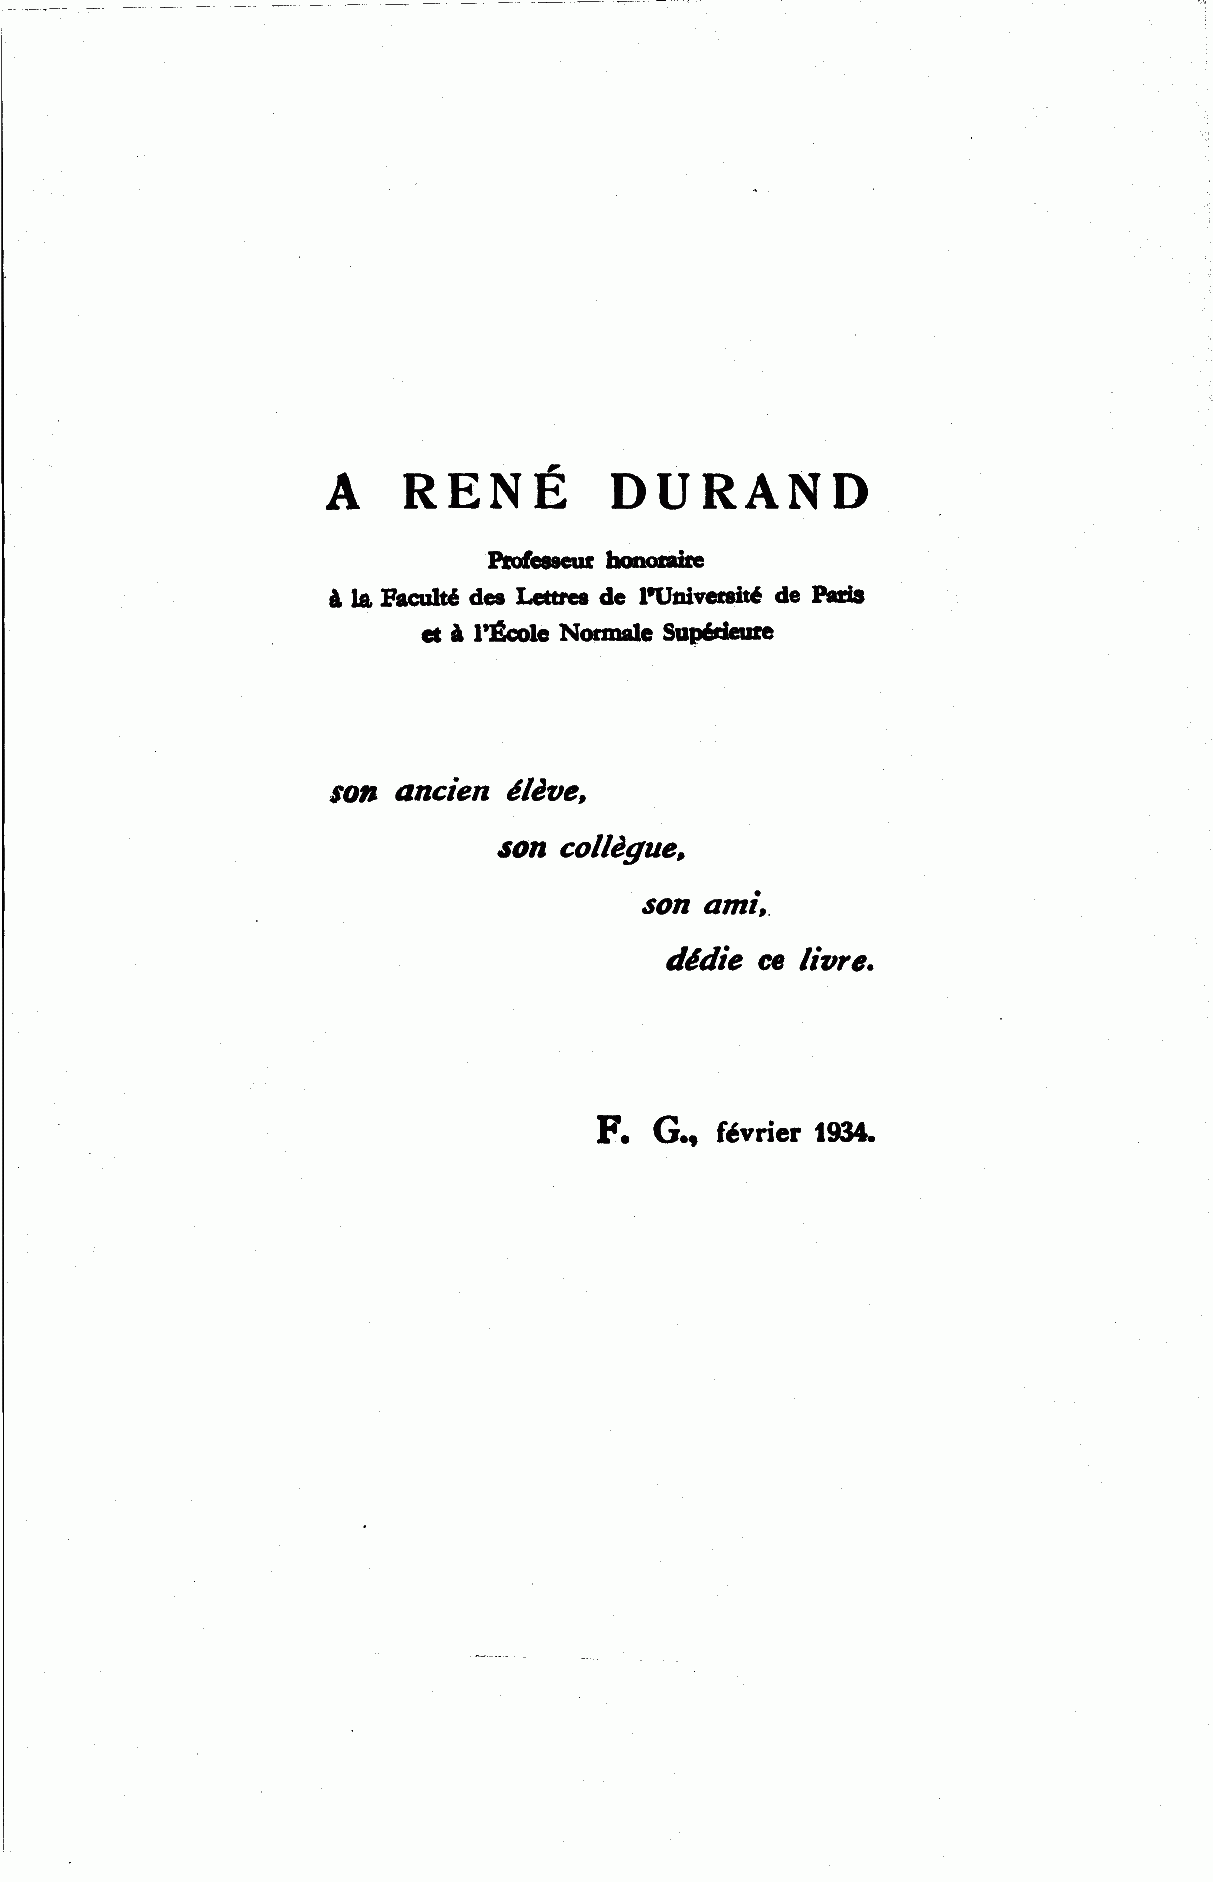 A RENÉ DURAND
Professeur honoraire
à la Faculté des Lettres de l'Université de Paris
et à l'École Normale Supérieure
son ancien élève,
son collègue,
son ami,
dédie ce livre.
F. G., février 1934.